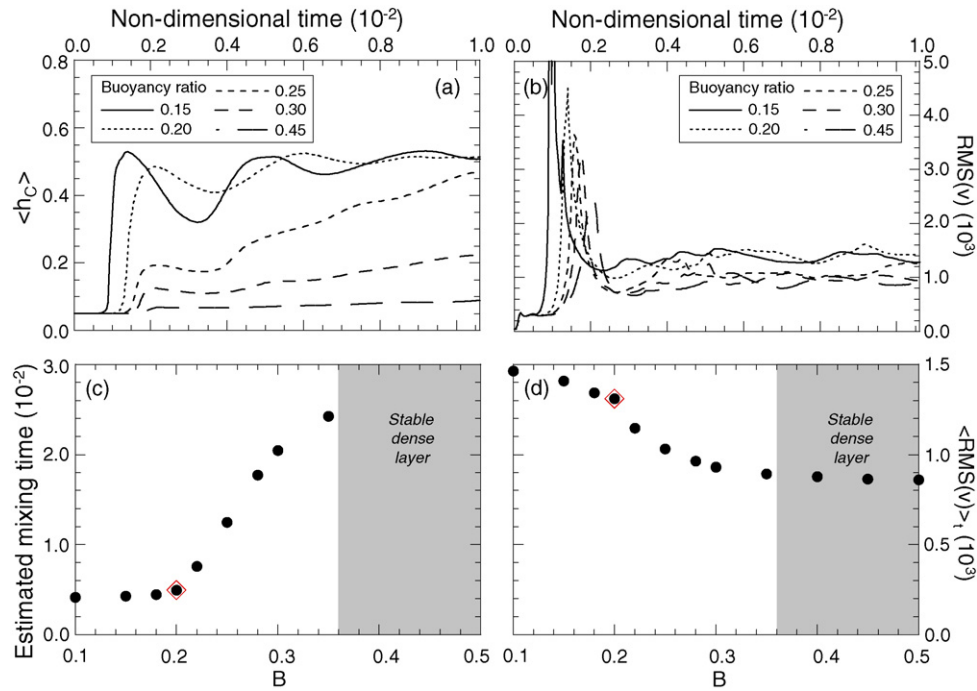 Non-dimensional time (10⁻²)
0.0 0.2 0.4 0.6 0.8 1.0
0.8
0.6
0.4
0.2
0.0
<h_C>
(a)
Buoyancy ratio
0.15
0.20
0.25
0.30
0.45
Non-dimensional time (10⁻²)
0.0 0.2 0.4 0.6 0.8 1.0
(b)
Buoyancy ratio
0.15
0.20
0.25
0.30
0.45
5.0
4.0
3.0
2.0
1.0
0.0
RMS(v) (10³)
3.0
2.0
1.0
0.0
Estimated mixing time (10⁻²)
(c)
Stable
dense
layer
0.1 0.2 0.3 0.4 0.5
B
(d)
Stable
dense
layer
1.5
1.0
0.5
0.0
<RMS(v)>_t (10³)
0.1 0.2 0.3 0.4 0.5
B